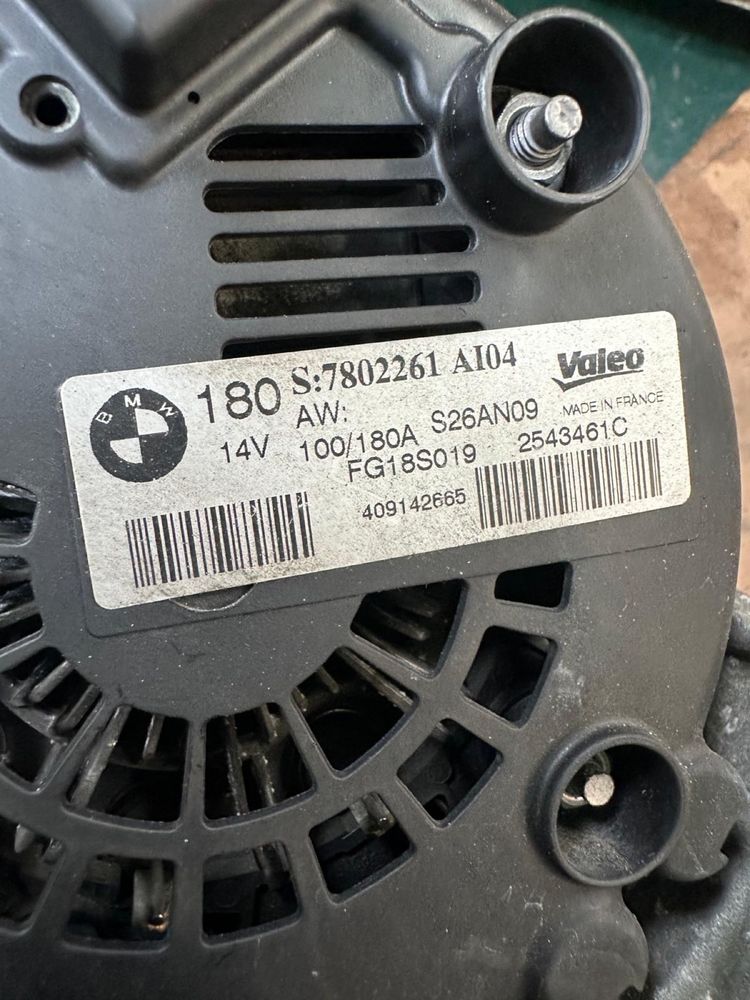 BMW
180 S:7802261 AI04 Valeo
AW: S26AN09 MADE IN FRANCE
14V 100/180A 2543461C
FG18S019
409142665